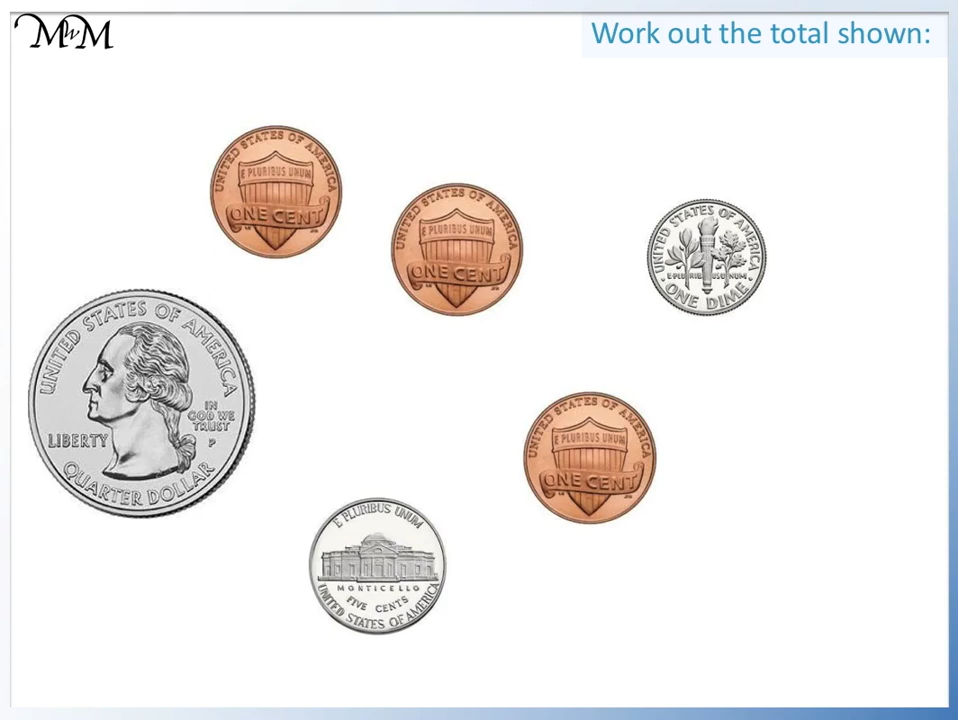 MWM
Work out the total shown:
UNITED STATES OF AMERICA
E PLURIBUS UNUM
ONE CENT
UNITED STATES OF AMERICA
E PLURIBUS UNUM
ONE CENT
UNITED STATES OF AMERICA
E PLURIBUS UNUM
ONE DIME
UNITED STATES OF AMERICA
IN
GOD WE
TRUST
LIBERTY
P
QUARTER DOLLAR
UNITED STATES OF AMERICA
E PLURIBUS UNUM
ONE CENT
E PLURIBUS UNUM
MONTICELLO
FIVE CENTS
UNITED STATES OF AMERICA